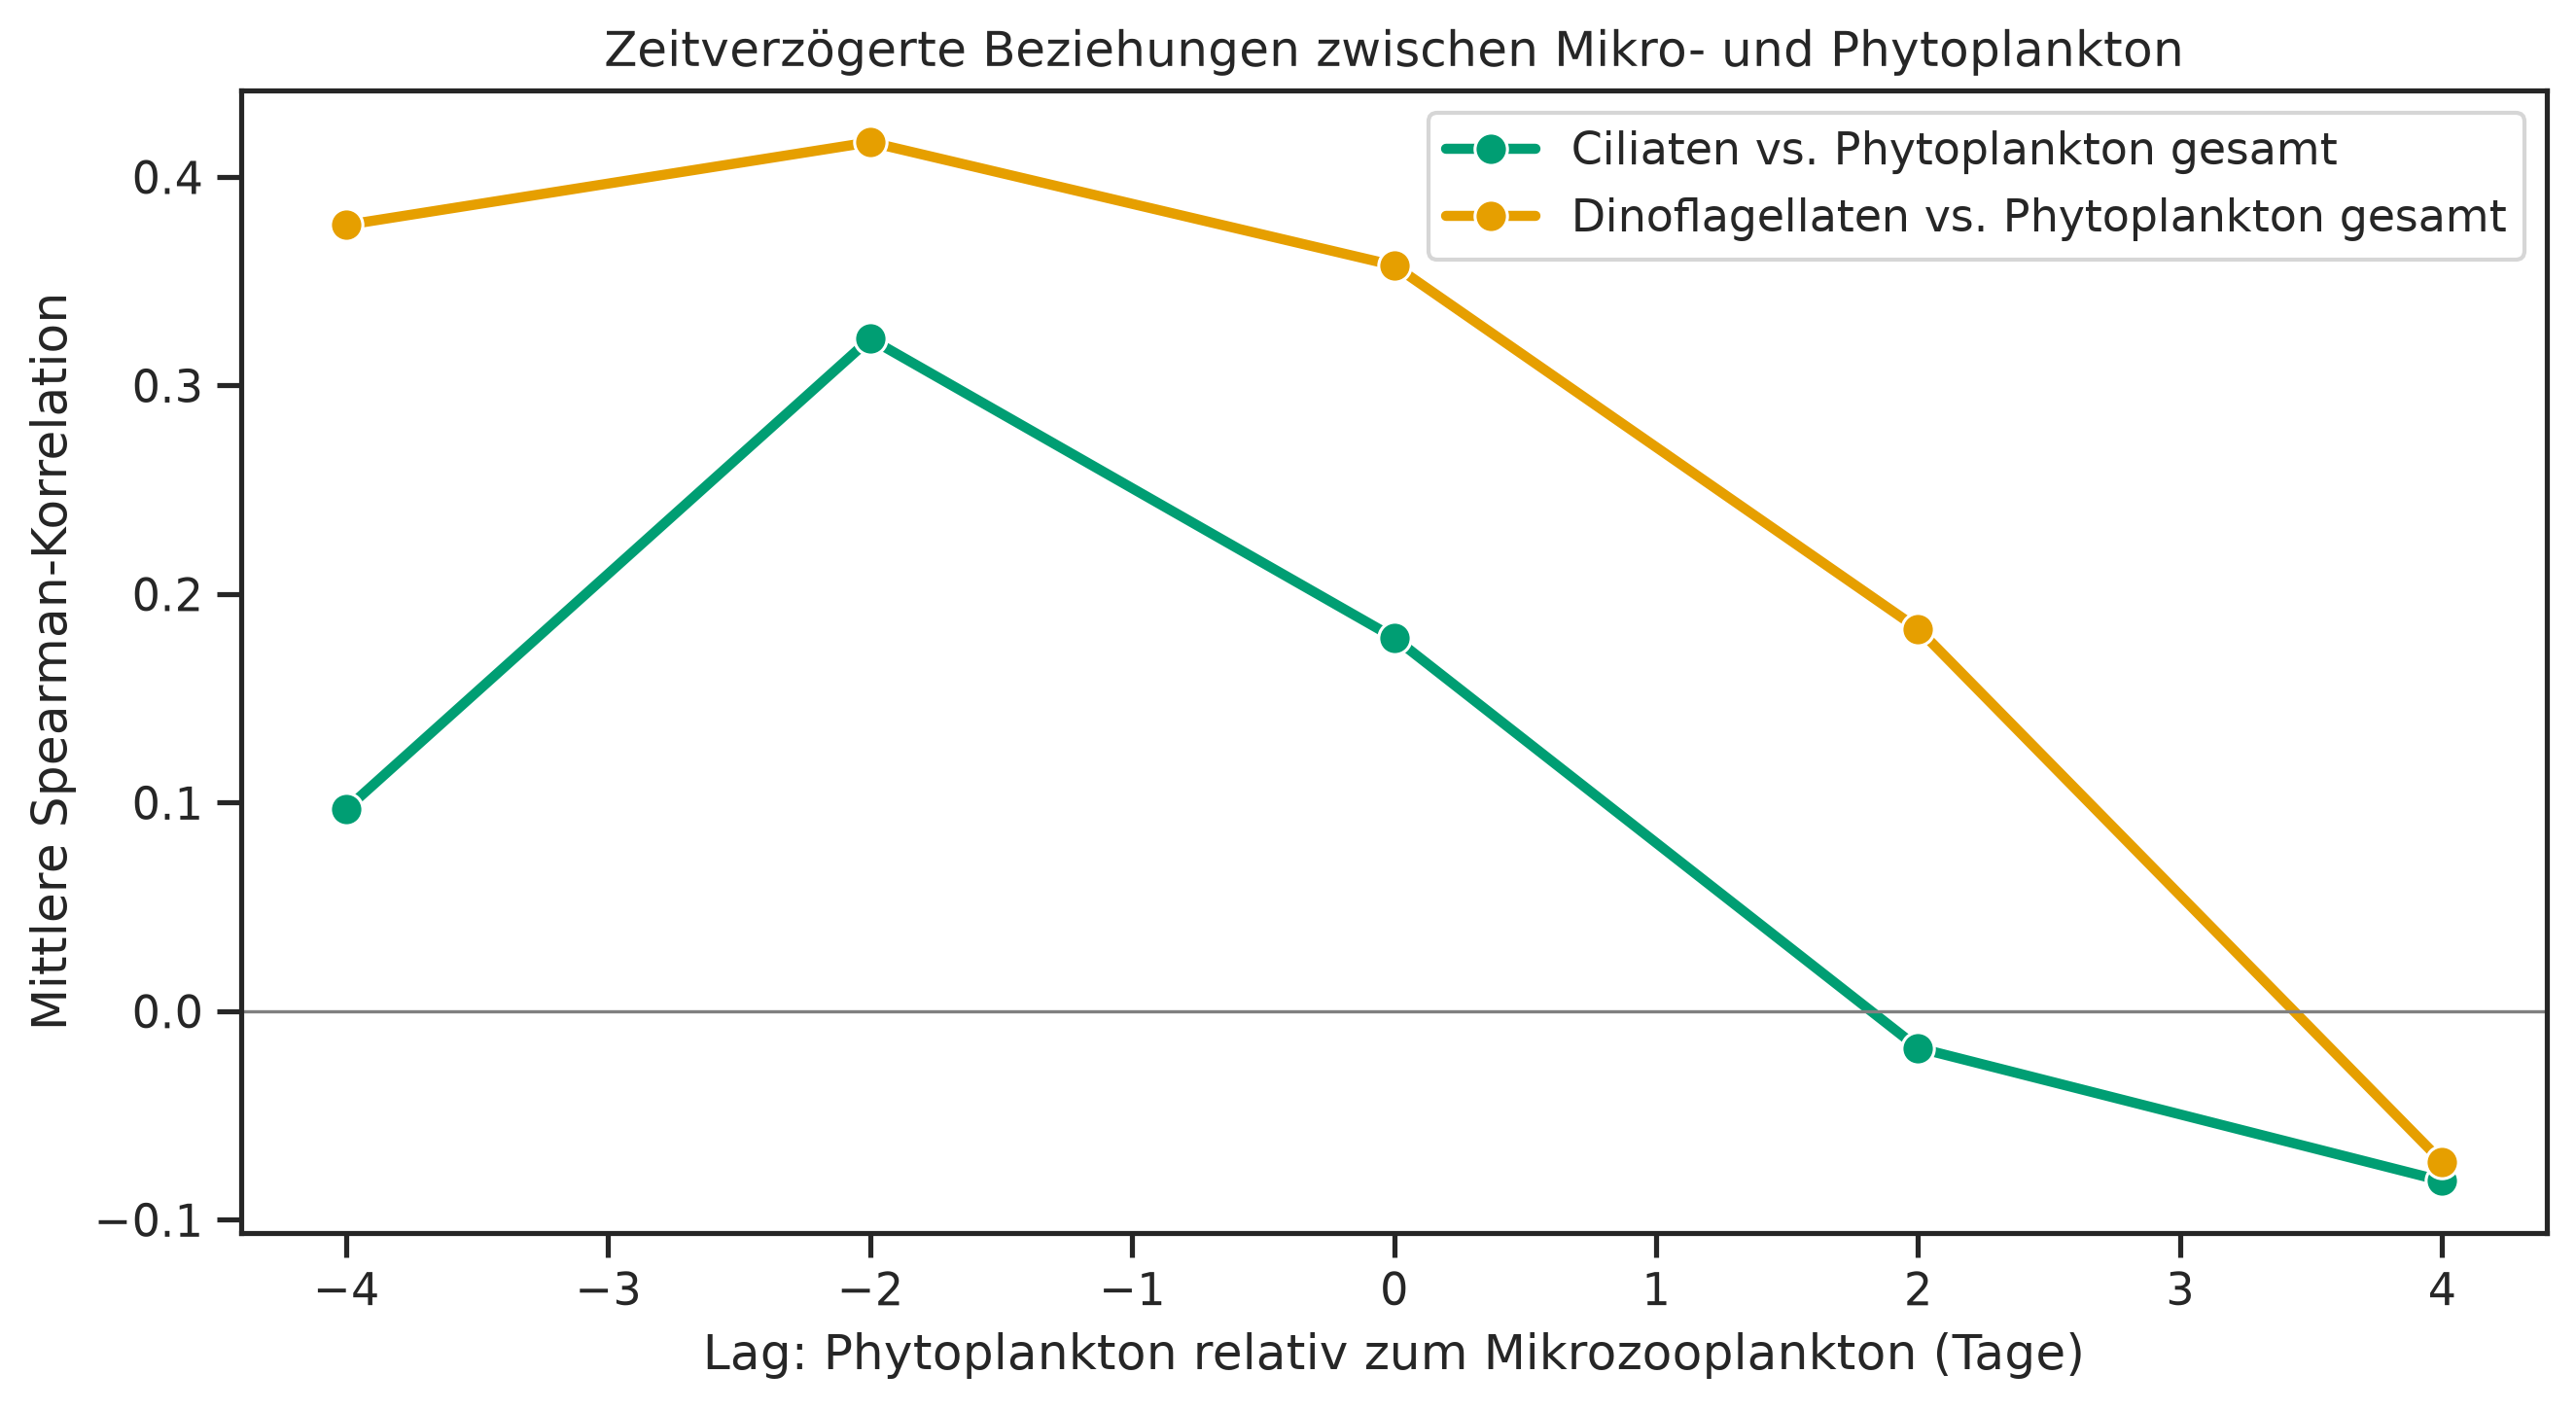 Zeitverzögerte Beziehungen zwischen Mikro- und Phytoplankton
Ciliaten vs. Phytoplankton gesamt
Dinoflagellaten vs. Phytoplankton gesamt
Mittlere Spearman-Korrelation
0.4
0.3
0.2
0.1
0.0
−0.1
−4 −3 −2 −1 0 1 2 3 4
Lag: Phytoplankton relativ zum Mikrozooplankton (Tage)